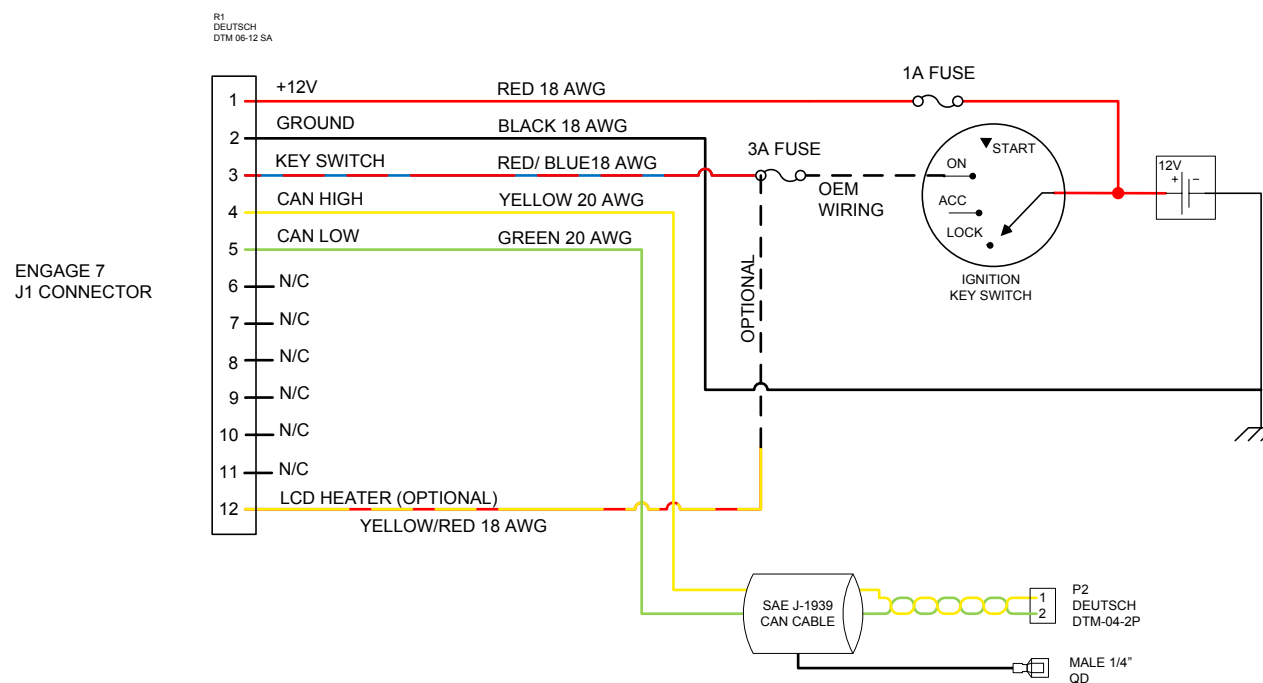 R1
DEUTSCH
DTM 06-12 SA
1A FUSE
1
+12V
RED 18 AWG
2
GROUND
BLACK 18 AWG
3A FUSE
START
ON
12V
+
−
3
KEY SWITCH
RED/ BLUE18 AWG
OEM
WIRING
ACC
LOCK
4
CAN HIGH
YELLOW 20 AWG
5
CAN LOW
GREEN 20 AWG
IGNITION
KEY SWITCH
ENGAGE 7
J1 CONNECTOR
6
N/C
OPTIONAL
7
N/C
8
N/C
9
N/C
10
N/C
11
N/C
12
LCD HEATER (OPTIONAL)
YELLOW/RED 18 AWG
SAE J-1939
CAN CABLE
1
2
P2
DEUTSCH
DTM-04-2P
MALE 1/4"
QD